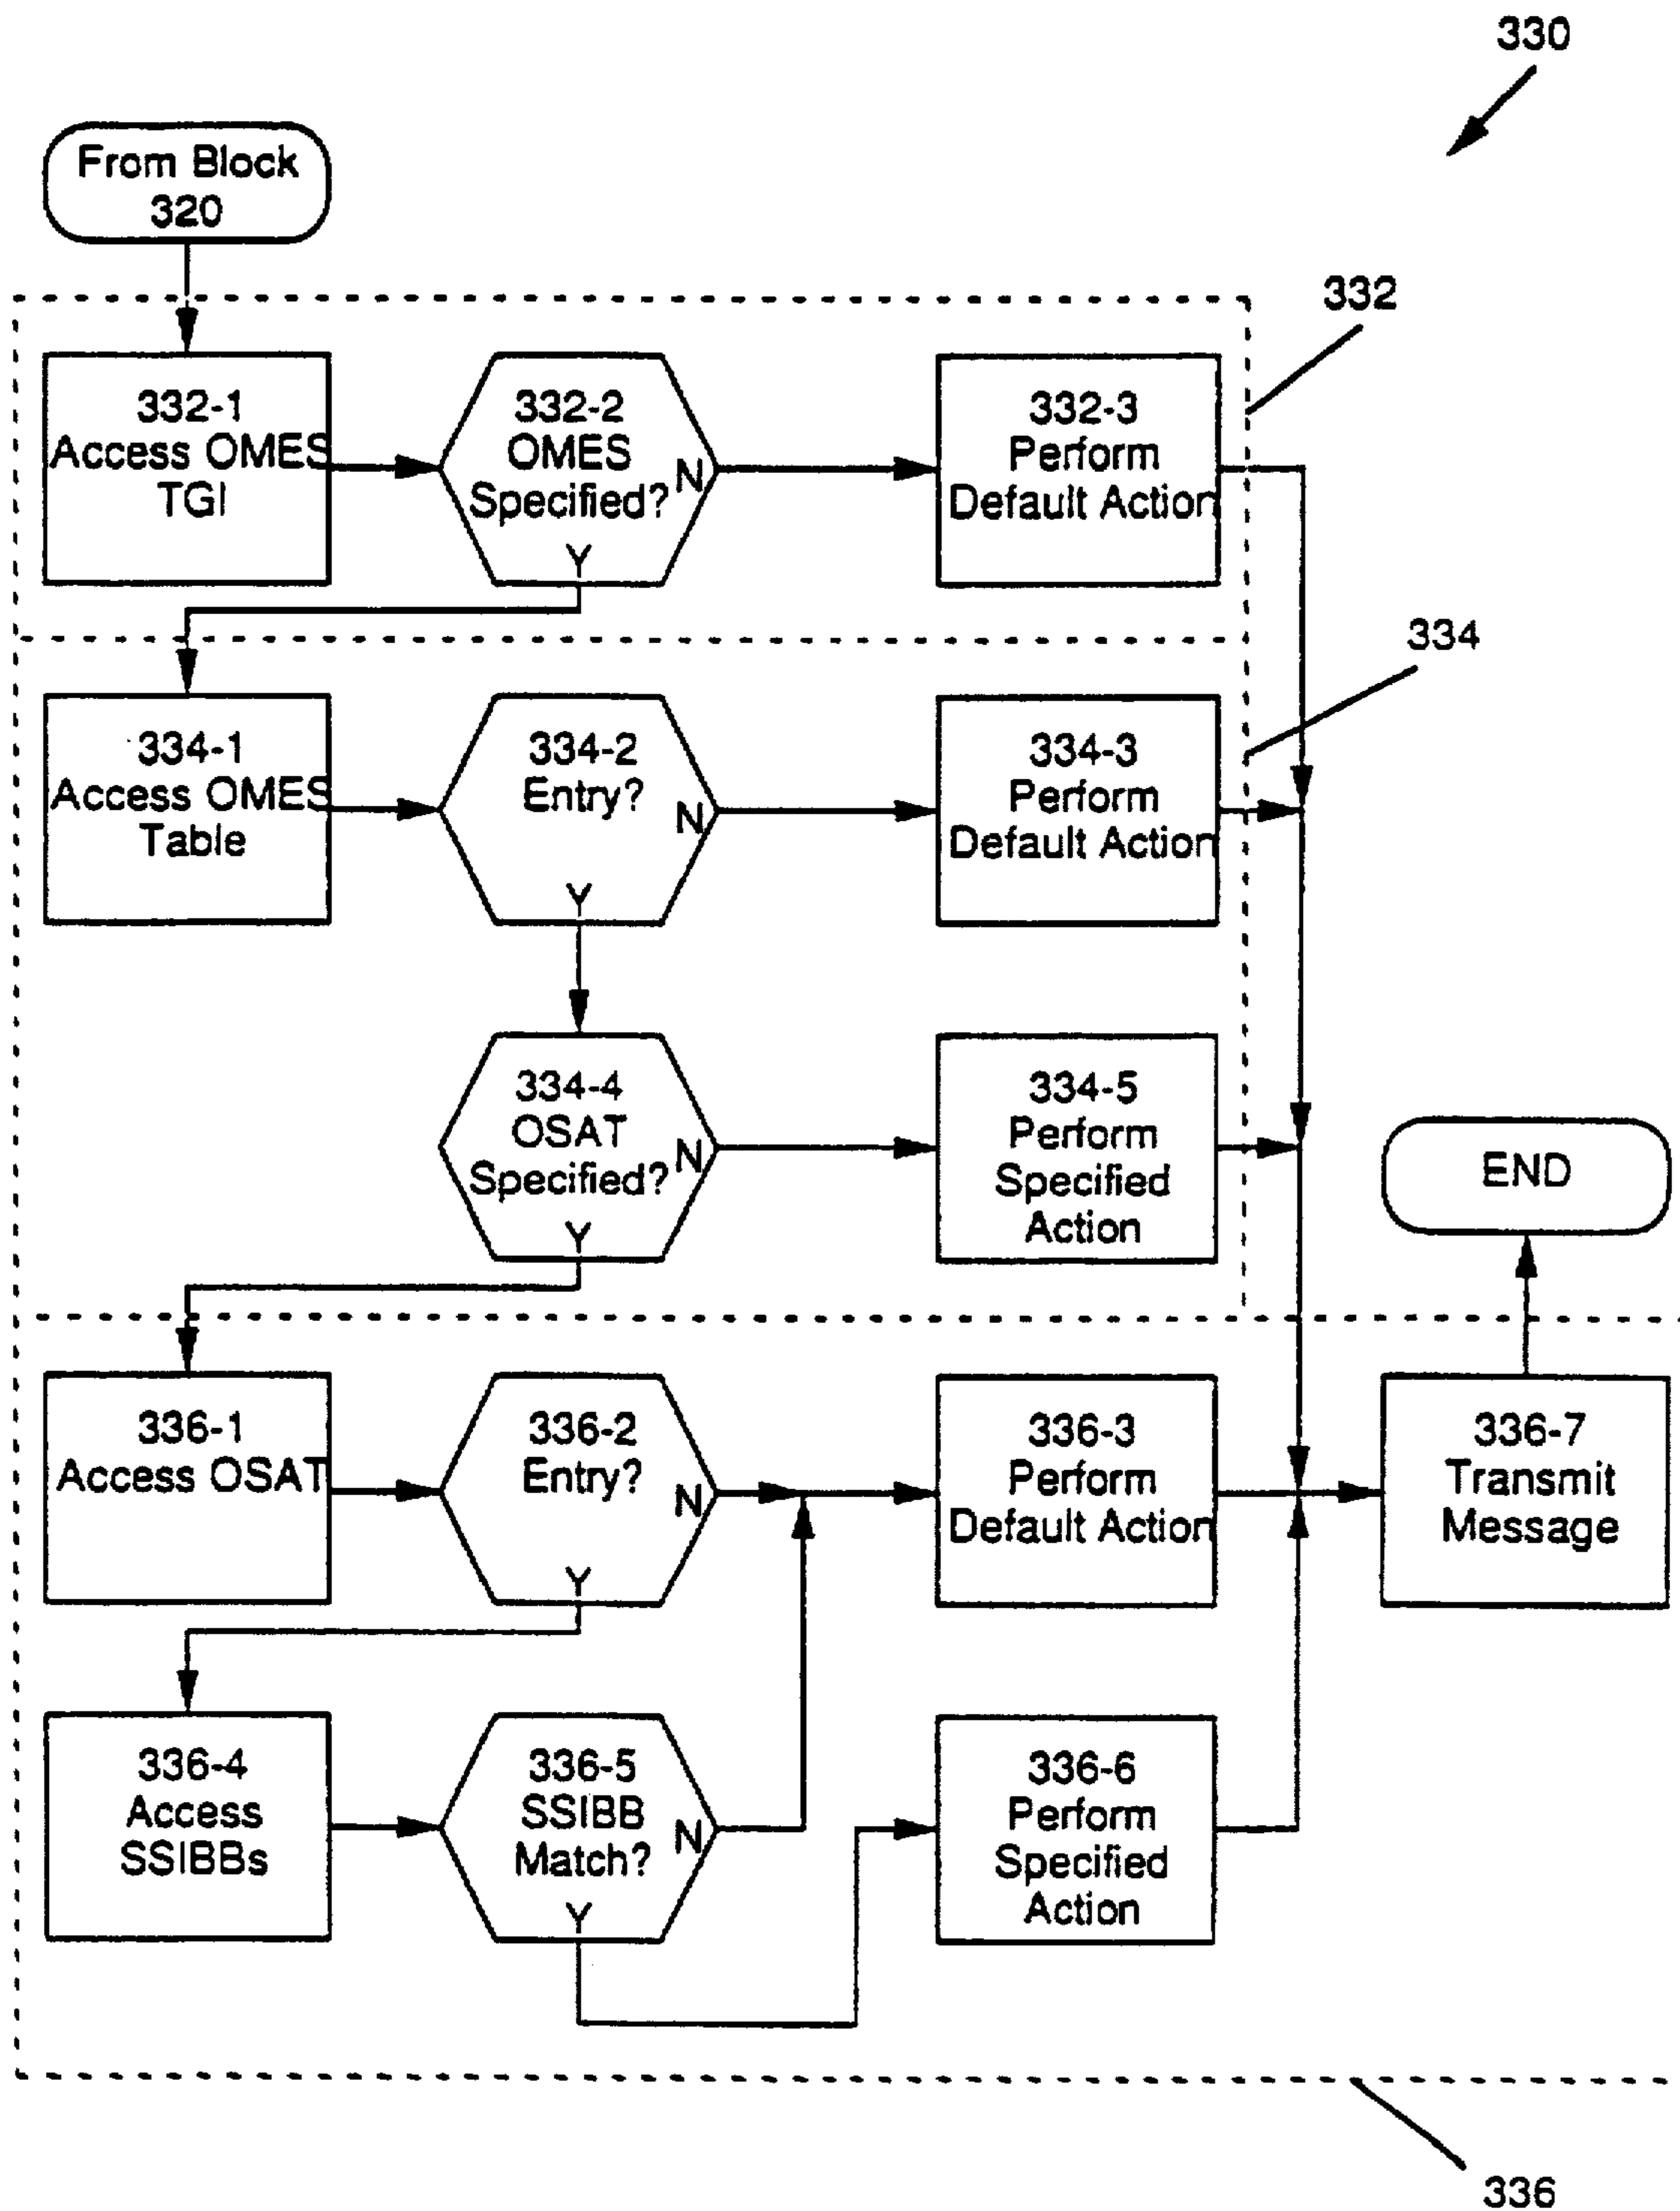 330
From Block
320
332
332-1
Access OMES
TGI
332-2
OMES
Specified?
N
Y
332-3
Perform
Default Action
334
334-1
Access OMES
Table
334-2
Entry?
N
Y
334-3
Perform
Default Action
334-4
OSAT
Specified?
N
Y
334-5
Perform
Specified
Action
END
336-1
Access OSAT
336-2
Entry?
N
Y
336-3
Perform
Default Action
336-7
Transmit
Message
336-4
Access
SSIBBs
336-5
SSIBB
Match?
N
Y
336-6
Perform
Specified
Action
336